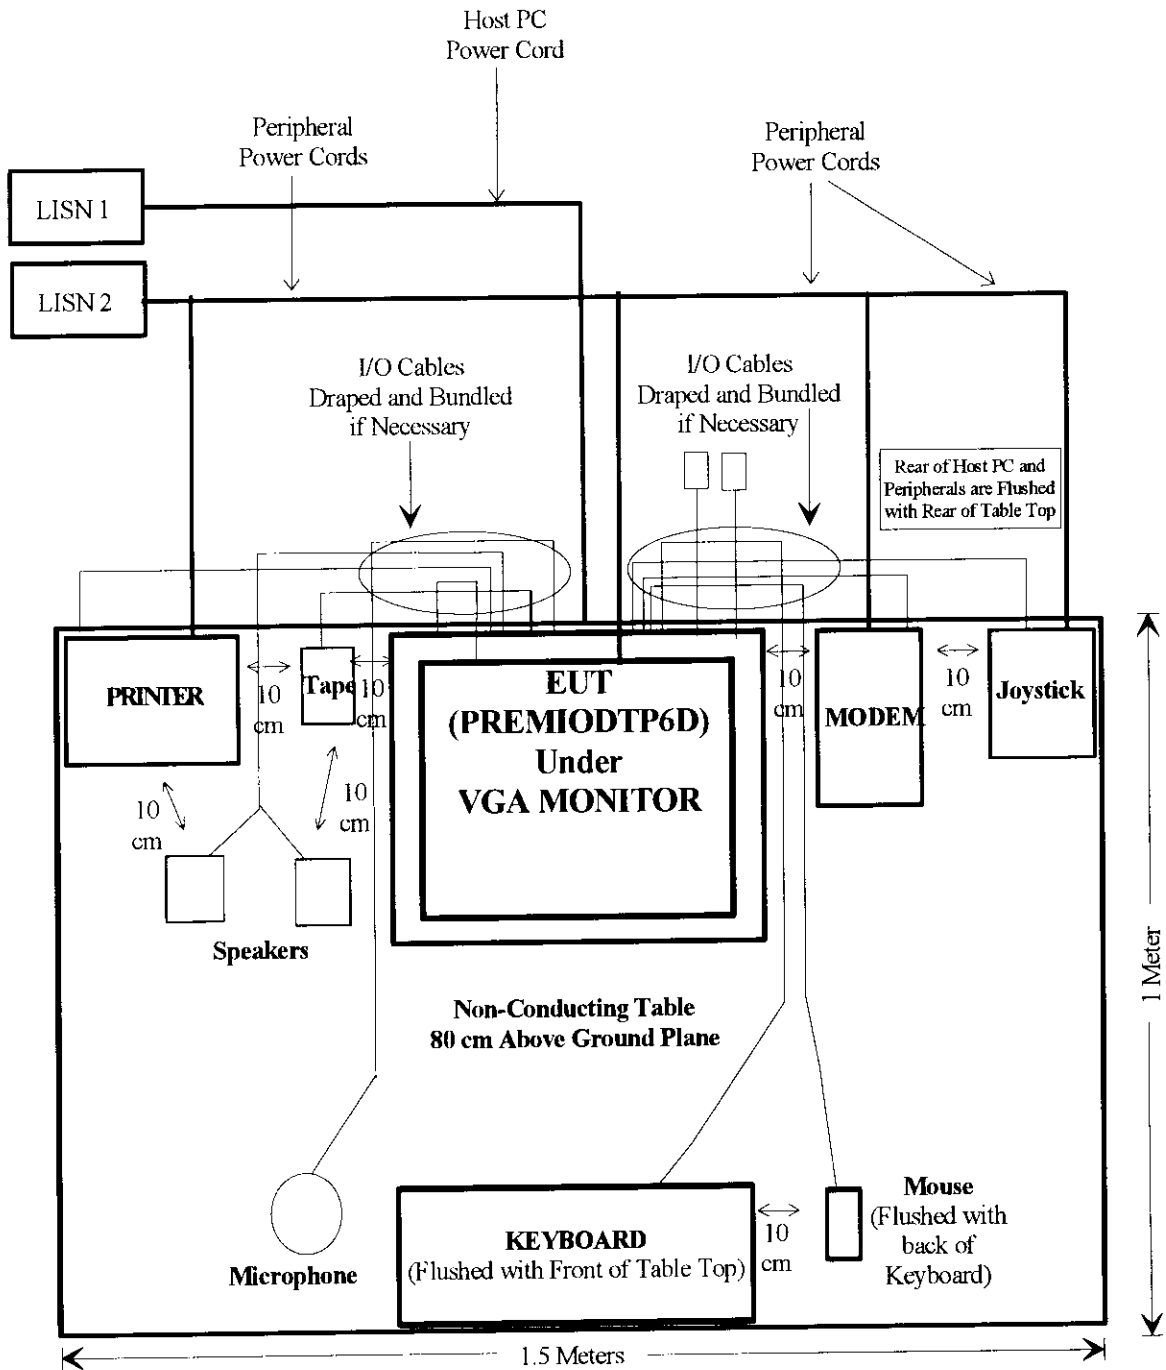 Host PC
Power Cord
Peripheral
Power Cords
Peripheral
Power Cords
LISN 1
LISN 2
I/O Cables
Draped and Bundled
if Necessary
I/O Cables
Draped and Bundled
if Necessary
Rear of Host PC and
Peripherals are Flushed
with Rear of Table Top
PRINTER
10
cm
Tape
10
cm
EUT
(PREMIODTP6D)
Under
VGA MONITOR
10
cm
MODEM
10
cm
Joystick
10
cm
10
cm
Speakers
Non-Conducting Table
80 cm Above Ground Plane
1 Meter
Microphone
KEYBOARD
(Flushed with Front of Table Top)
10
cm
Mouse
(Flushed with
back of
Keyboard)
1.5 Meters